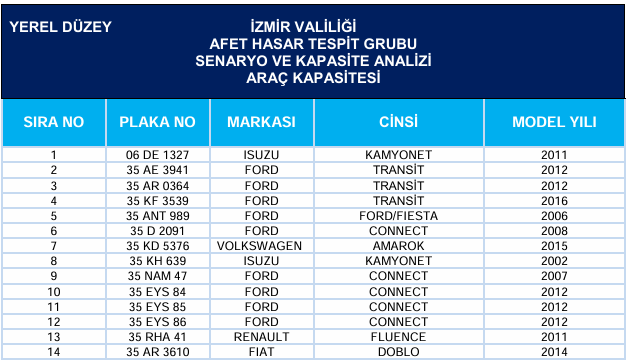 YEREL DÜZEY İZMİR VALİLİĞİ
AFET HASAR TESPİT GRUBU
SENARYO VE KAPASİTE ANALİZİ
ARAÇ KAPASİTESİ
SIRA NO PLAKA NO MARKASI CİNSİ MODEL YILI
1 06 DE 1327 ISUZU KAMYONET 2011
2 35 AE 3941 FORD TRANSİT 2012
3 35 AR 0364 FORD TRANSİT 2012
4 35 KF 3539 FORD TRANSİT 2016
5 35 ANT 989 FORD FORD/FIESTA 2006
6 35 D 2091 FORD CONNECT 2008
7 35 KD 5376 VOLKSWAGEN AMAROK 2015
8 35 KH 639 ISUZU KAMYONET 2002
9 35 NAM 47 FORD CONNECT 2007
10 35 EYS 84 FORD CONNECT 2012
11 35 EYS 85 FORD CONNECT 2012
12 35 EYS 86 FORD CONNECT 2012
13 35 RHA 41 RENAULT FLUENCE 2011
14 35 AR 3610 FIAT DOBLO 2014